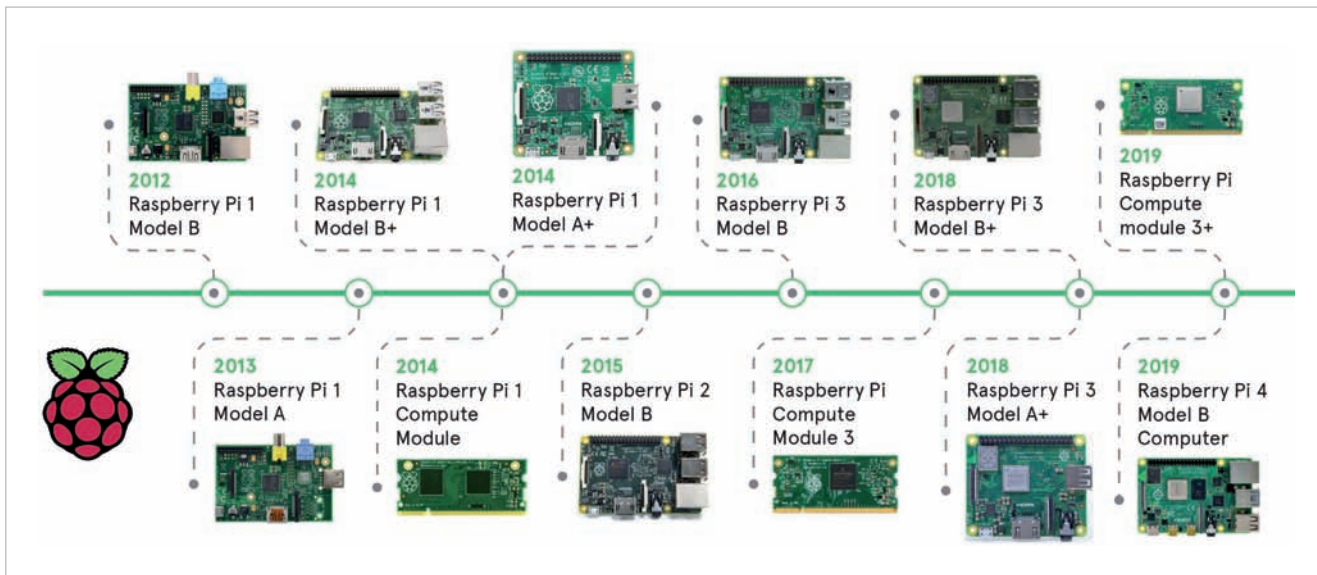 2012
Raspberry Pi 1
Model B
2014
Raspberry Pi 1
Model B+
2014
Raspberry Pi 1
Model A+
2016
Raspberry Pi 3
Model B
2018
Raspberry Pi 3
Model B+
2019
Raspberry Pi
Compute
module 3+
2013
Raspberry Pi 1
Model A
2014
Raspberry Pi 1
Compute
Module
2015
Raspberry Pi 2
Model B
2017
Raspberry Pi
Compute
Module 3
2018
Raspberry Pi 3
Model A+
2019
Raspberry Pi 4
Model B
Computer